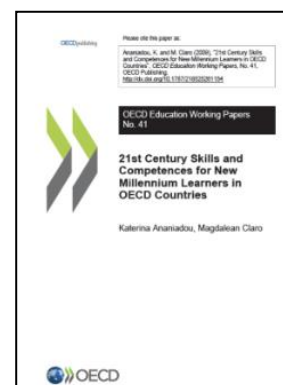 OECDpublishing
Please cite this paper as:
Ananiadou, K. and M. Claro (2009), "21st Century Skills
and Competences for New Millennium Learners in OECD
Countries", OECD Education Working Papers, No. 41,
OECD Publishing.
OECD Education Working Papers
No. 41
21st Century Skills and
Competences for New
Millennium Learners in
OECD Countries
Katerina Ananiadou, Magdalean Claro
OECD